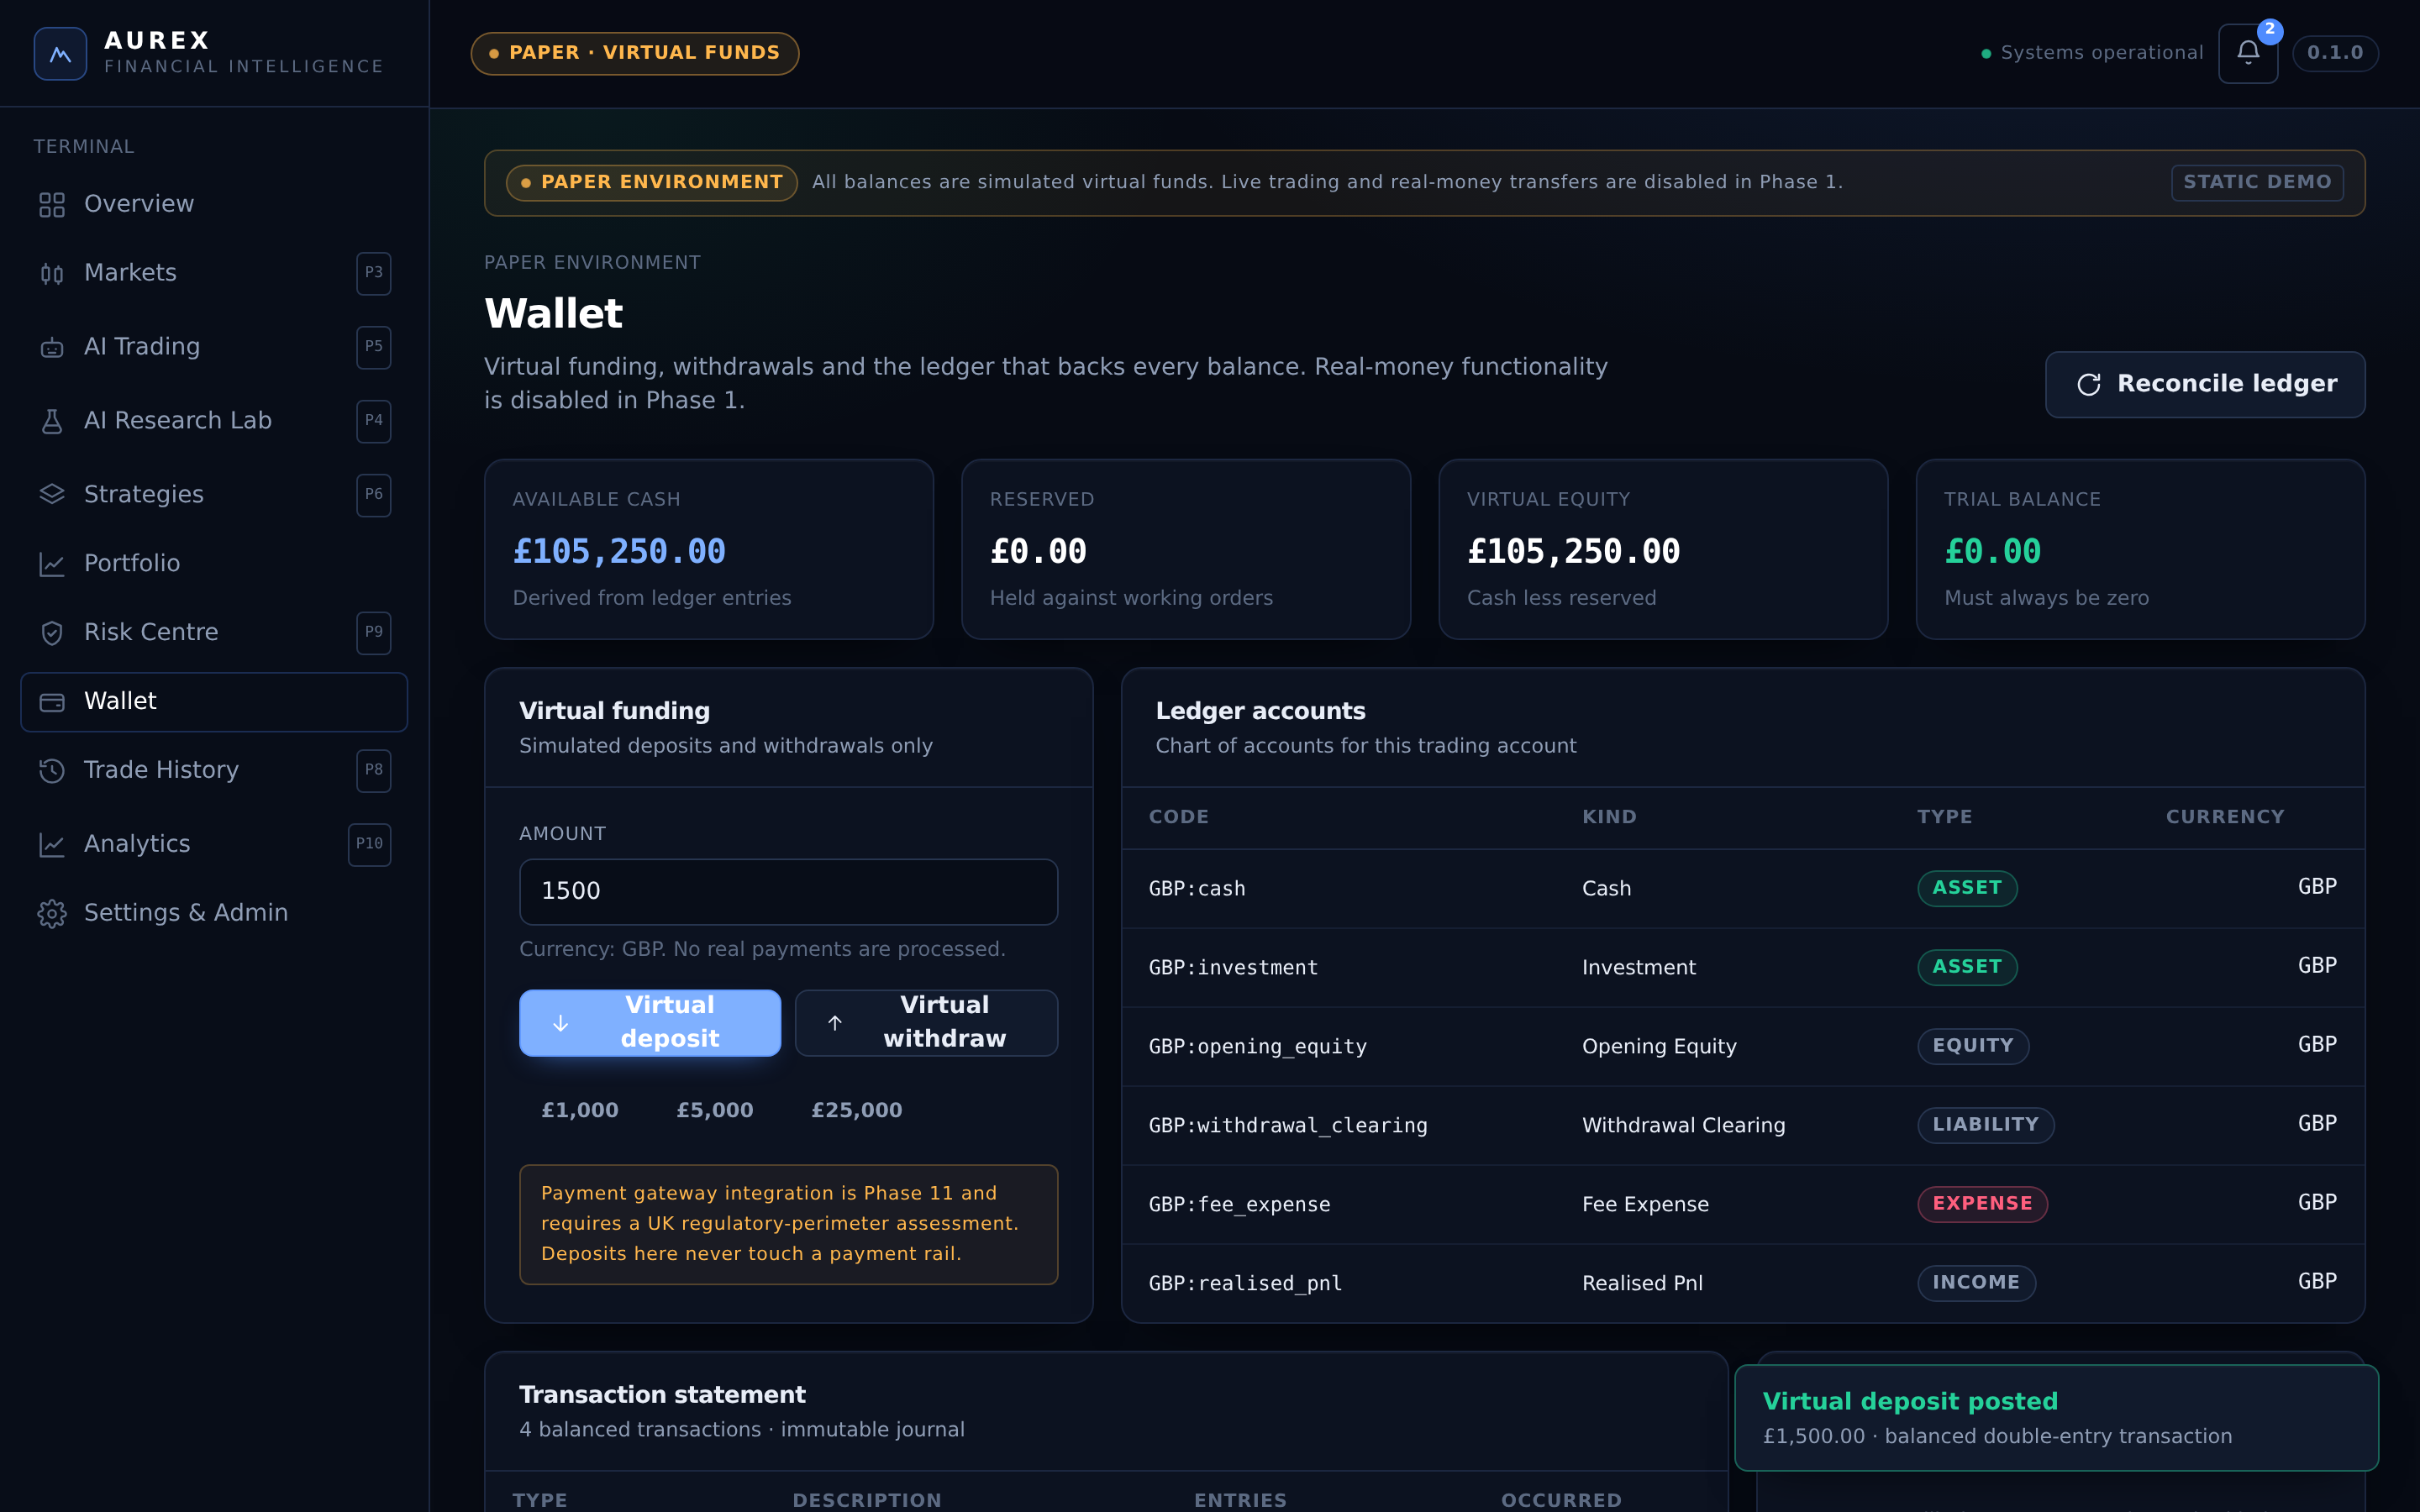 AUREX
FINANCIAL INTELLIGENCE
PAPER · VIRTUAL FUNDS
Systems operational
2
0.1.0
TERMINAL
Overview
Markets P3
AI Trading P5
AI Research Lab P4
Strategies P6
Portfolio
Risk Centre P9
Wallet
Trade History P8
Analytics P10
Settings & Admin
PAPER ENVIRONMENT All balances are simulated virtual funds. Live trading and real-money transfers are disabled in Phase 1. STATIC DEMO
PAPER ENVIRONMENT
Wallet
Virtual funding, withdrawals and the ledger that backs every balance. Real-money functionality
is disabled in Phase 1.
Reconcile ledger
AVAILABLE CASH
£105,250.00
Derived from ledger entries
RESERVED
£0.00
Held against working orders
VIRTUAL EQUITY
£105,250.00
Cash less reserved
TRIAL BALANCE
£0.00
Must always be zero
Virtual funding
Simulated deposits and withdrawals only
AMOUNT
1500
Currency: GBP. No real payments are processed.
Virtual
deposit
Virtual
withdraw
£1,000 £5,000 £25,000
Payment gateway integration is Phase 11 and
requires a UK regulatory-perimeter assessment.
Deposits here never touch a payment rail.
Ledger accounts
Chart of accounts for this trading account
CODE KIND TYPE CURRENCY
GBP:cash Cash ASSET GBP
GBP:investment Investment ASSET GBP
GBP:opening_equity Opening Equity EQUITY GBP
GBP:withdrawal_clearing Withdrawal Clearing LIABILITY GBP
GBP:fee_expense Fee Expense EXPENSE GBP
GBP:realised_pnl Realised Pnl INCOME GBP
Transaction statement
4 balanced transactions · immutable journal
TYPE DESCRIPTION ENTRIES OCCURRED
Virtual deposit posted
£1,500.00 · balanced double-entry transaction